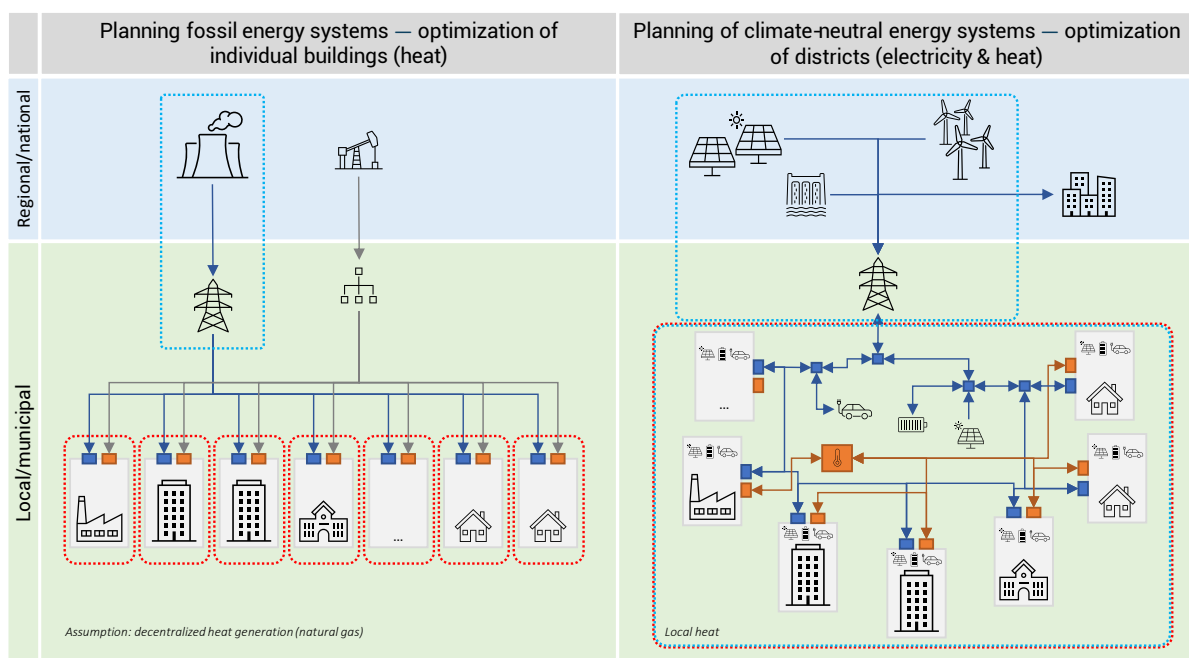 Planning fossil energy systems — optimization of
individual buildings (heat)
Planning of climate-neutral energy systems — optimization
of districts (electricity & heat)
Regional/national
Local/municipal
...
...
Assumption: decentralized heat generation (natural gas)
Local heat